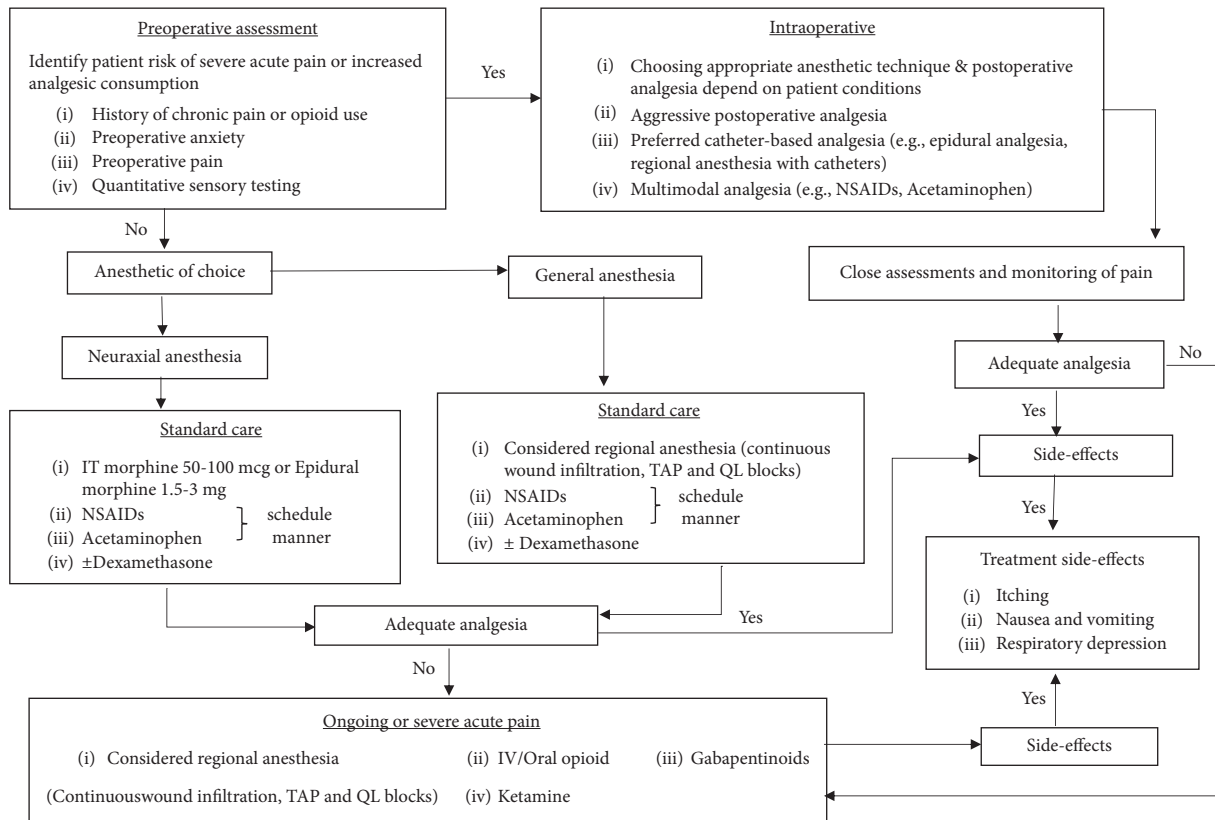 Preoperative assessment
Identify patient risk of severe acute pain or increased
analgesic consumption
(i) History of chronic pain or opioid use
(ii) Preoperative anxiety
(iii) Preoperative pain
(iv) Quantitative sensory testing
Yes
Intraoperative
(i) Choosing appropriate anesthetic technique & postoperative
analgesia depend on patient conditions
(ii) Aggressive postoperative analgesia
(iii) Preferred catheter-based analgesia (e.g., epidural analgesia,
regional anesthesia with catheters)
(iv) Multimodal analgesia (e.g., NSAIDs, Acetaminophen)
No
Anesthetic of choice
General anesthesia
Close assessments and monitoring of pain
Neuraxial anesthesia
Adequate analgesia
No
Yes
Standard care
(i) IT morphine 50-100 mcg or Epidural
morphine 1.5-3 mg
(ii) NSAIDs
(iii) Acetaminophen
schedule
manner
(iv) ±Dexamethasone
Standard care
(i) Considered regional anesthesia (continuous
wound infiltration, TAP and QL blocks)
(ii) NSAIDs
(iii) Acetaminophen
schedule
manner
(iv) ± Dexamethasone
Side-effects
Yes
Treatment side-effects
(i) Itching
(ii) Nausea and vomiting
(iii) Respiratory depression
Adequate analgesia
Yes
No
Yes
Side-effects
Ongoing or severe acute pain
(i) Considered regional anesthesia
(Continuouswound infiltration, TAP and QL blocks)
(ii) IV/Oral opioid
(iii) Gabapentinoids
(iv) Ketamine